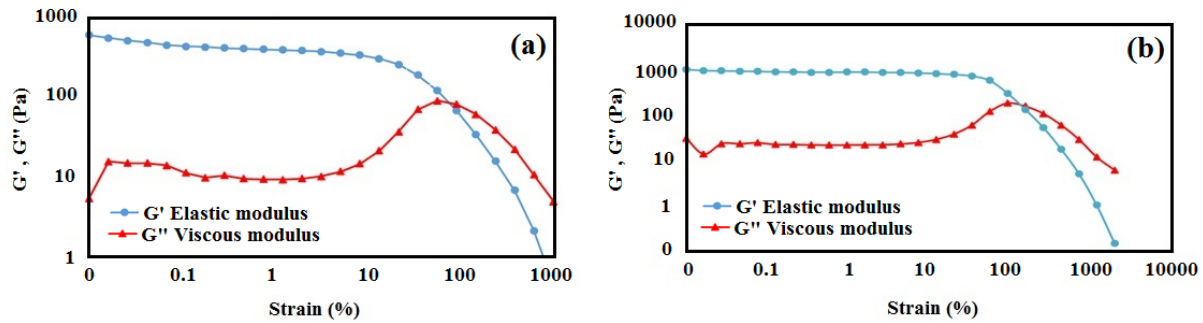 (a)
G', G" (Pa)
1000
100
10
1
G' Elastic modulus
G" Viscous modulus
0 0.1 1 10 100 1000
Strain (%)
(b)
G', G" (Pa)
10000
1000
100
10
1
0
G' Elastic modulus
G" Viscous modulus
0 0.1 1 10 100 1000 10000
Strain (%)